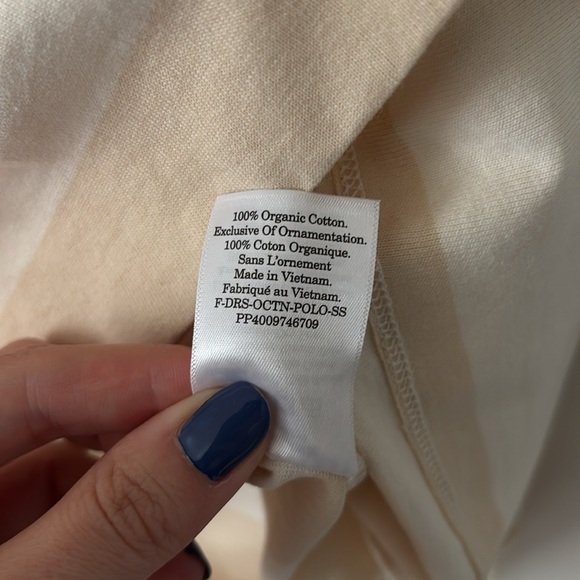 100% Organic Cotton.
Exclusive Of Ornamentation.
100% Coton Organique.
Sans L'ornement
Made in Vietnam.
Fabriqué au Vietnam.
F-DRS-OCTN-POLO-SS
PP4009746709